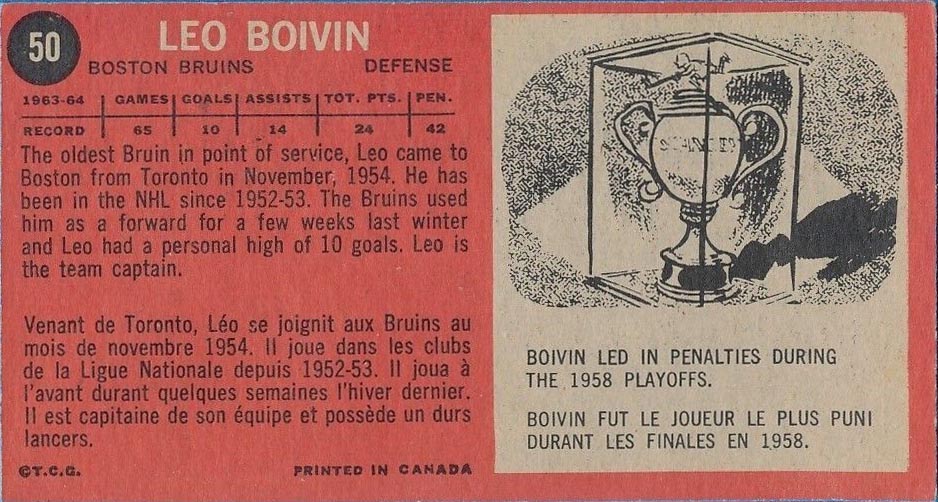 50
LEO BOIVIN
BOSTON BRUINS DEFENSE
1963-64 GAMES GOALS ASSISTS TOT. PTS. PEN.
RECORD 65 10 14 24 42
The oldest Bruin in point of service, Leo came to
Boston from Toronto in November, 1954. He has
been in the NHL since 1952-53. The Bruins used
him as a forward for a few weeks last winter
and Leo had a personal high of 10 goals. Leo is
the team captain.
Venant de Toronto, Léo se joignit aux Bruins au
mois de novembre 1954. Il joue dans les clubs
de la Ligue Nationale depuis 1952-53. Il joua à
l'avant durant quelques semaines l'hiver dernier.
Il est capitaine de son équipe et possède un durs
lancers.
©T.C.G. PRINTED IN CANADA
BOIVIN LED IN PENALTIES DURING
THE 1958 PLAYOFFS.
BOIVIN FUT LE JOUEUR LE PLUS PUNI
DURANT LES FINALES EN 1958.